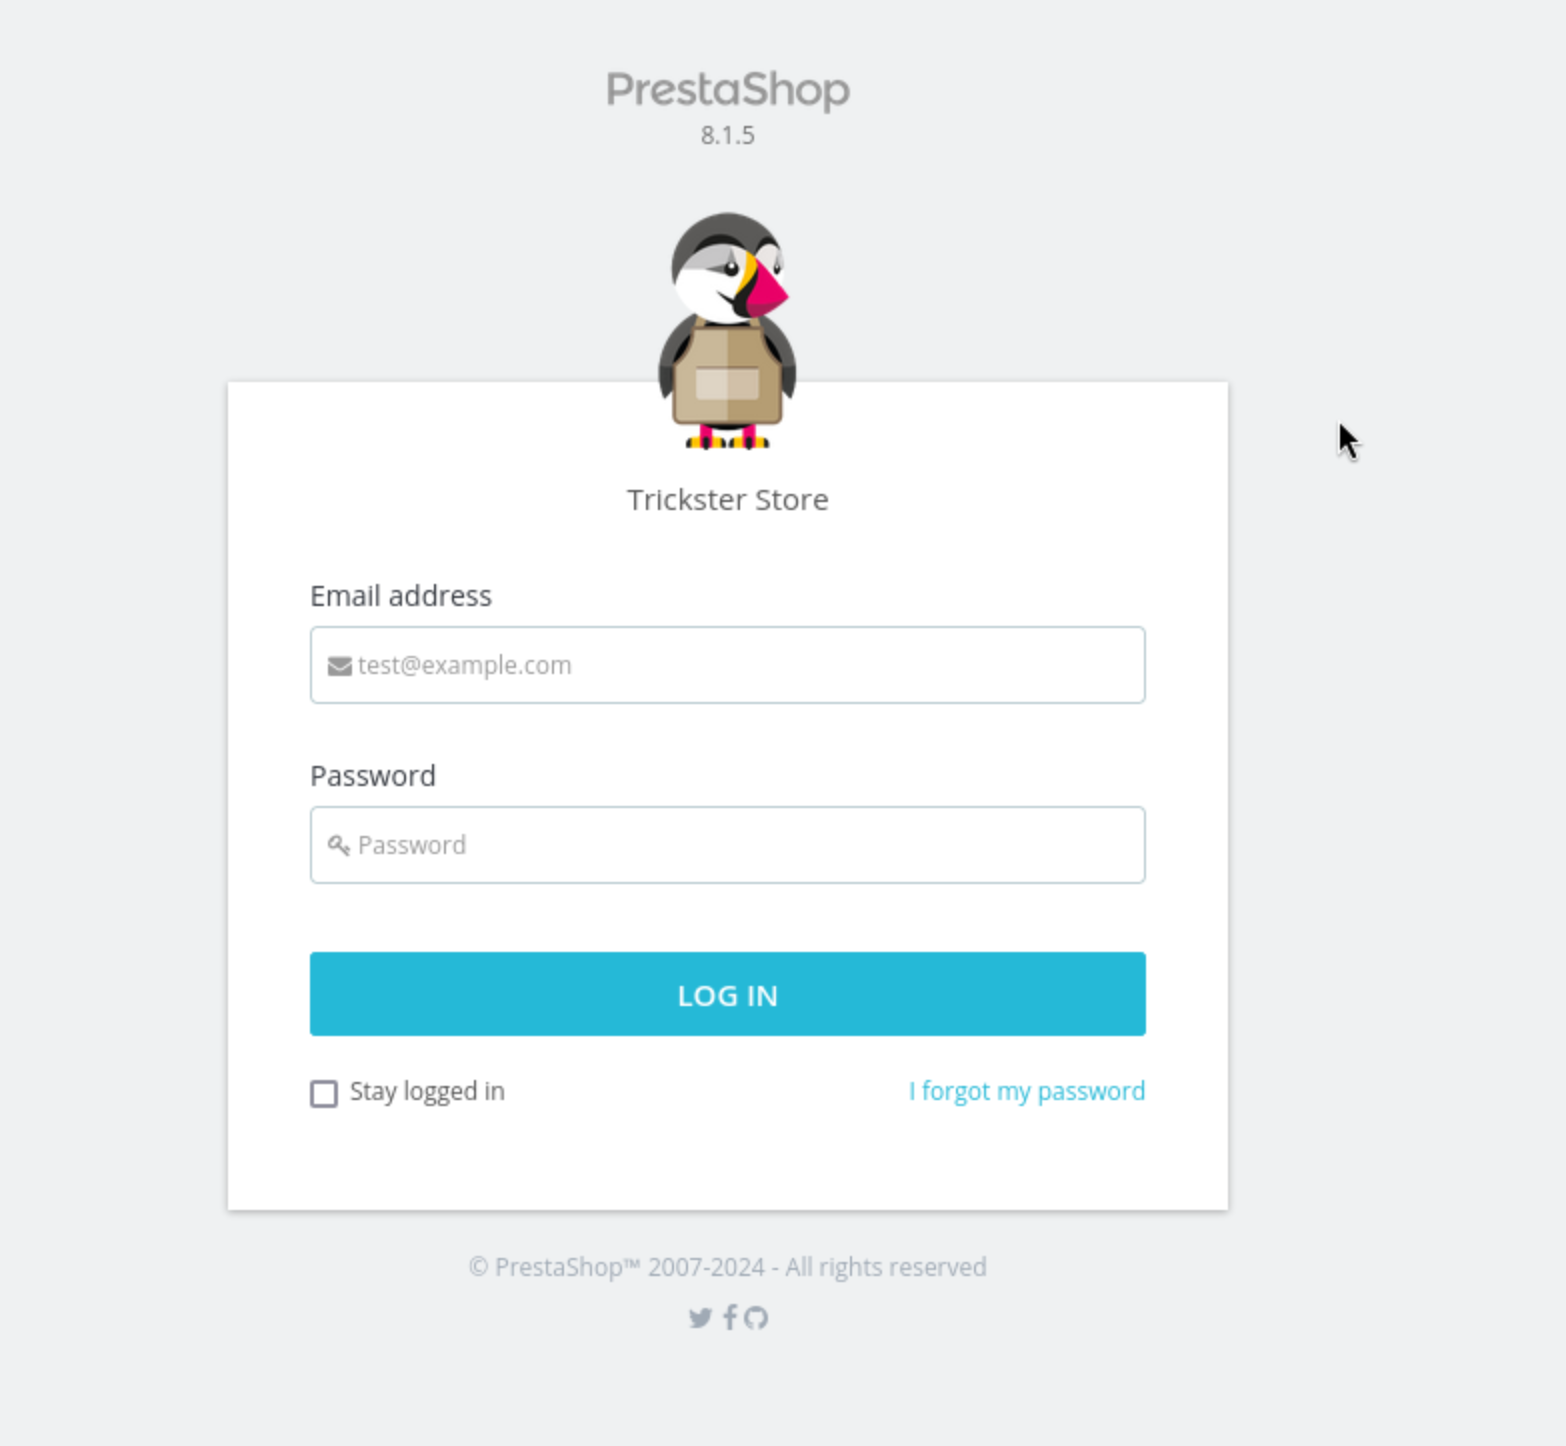 PrestaShop
8.1.5
Trickster Store
Email address
test@example.com
Password
Password
LOG IN
Stay logged in
I forgot my password
© PrestaShop™ 2007-2024 - All rights reserved